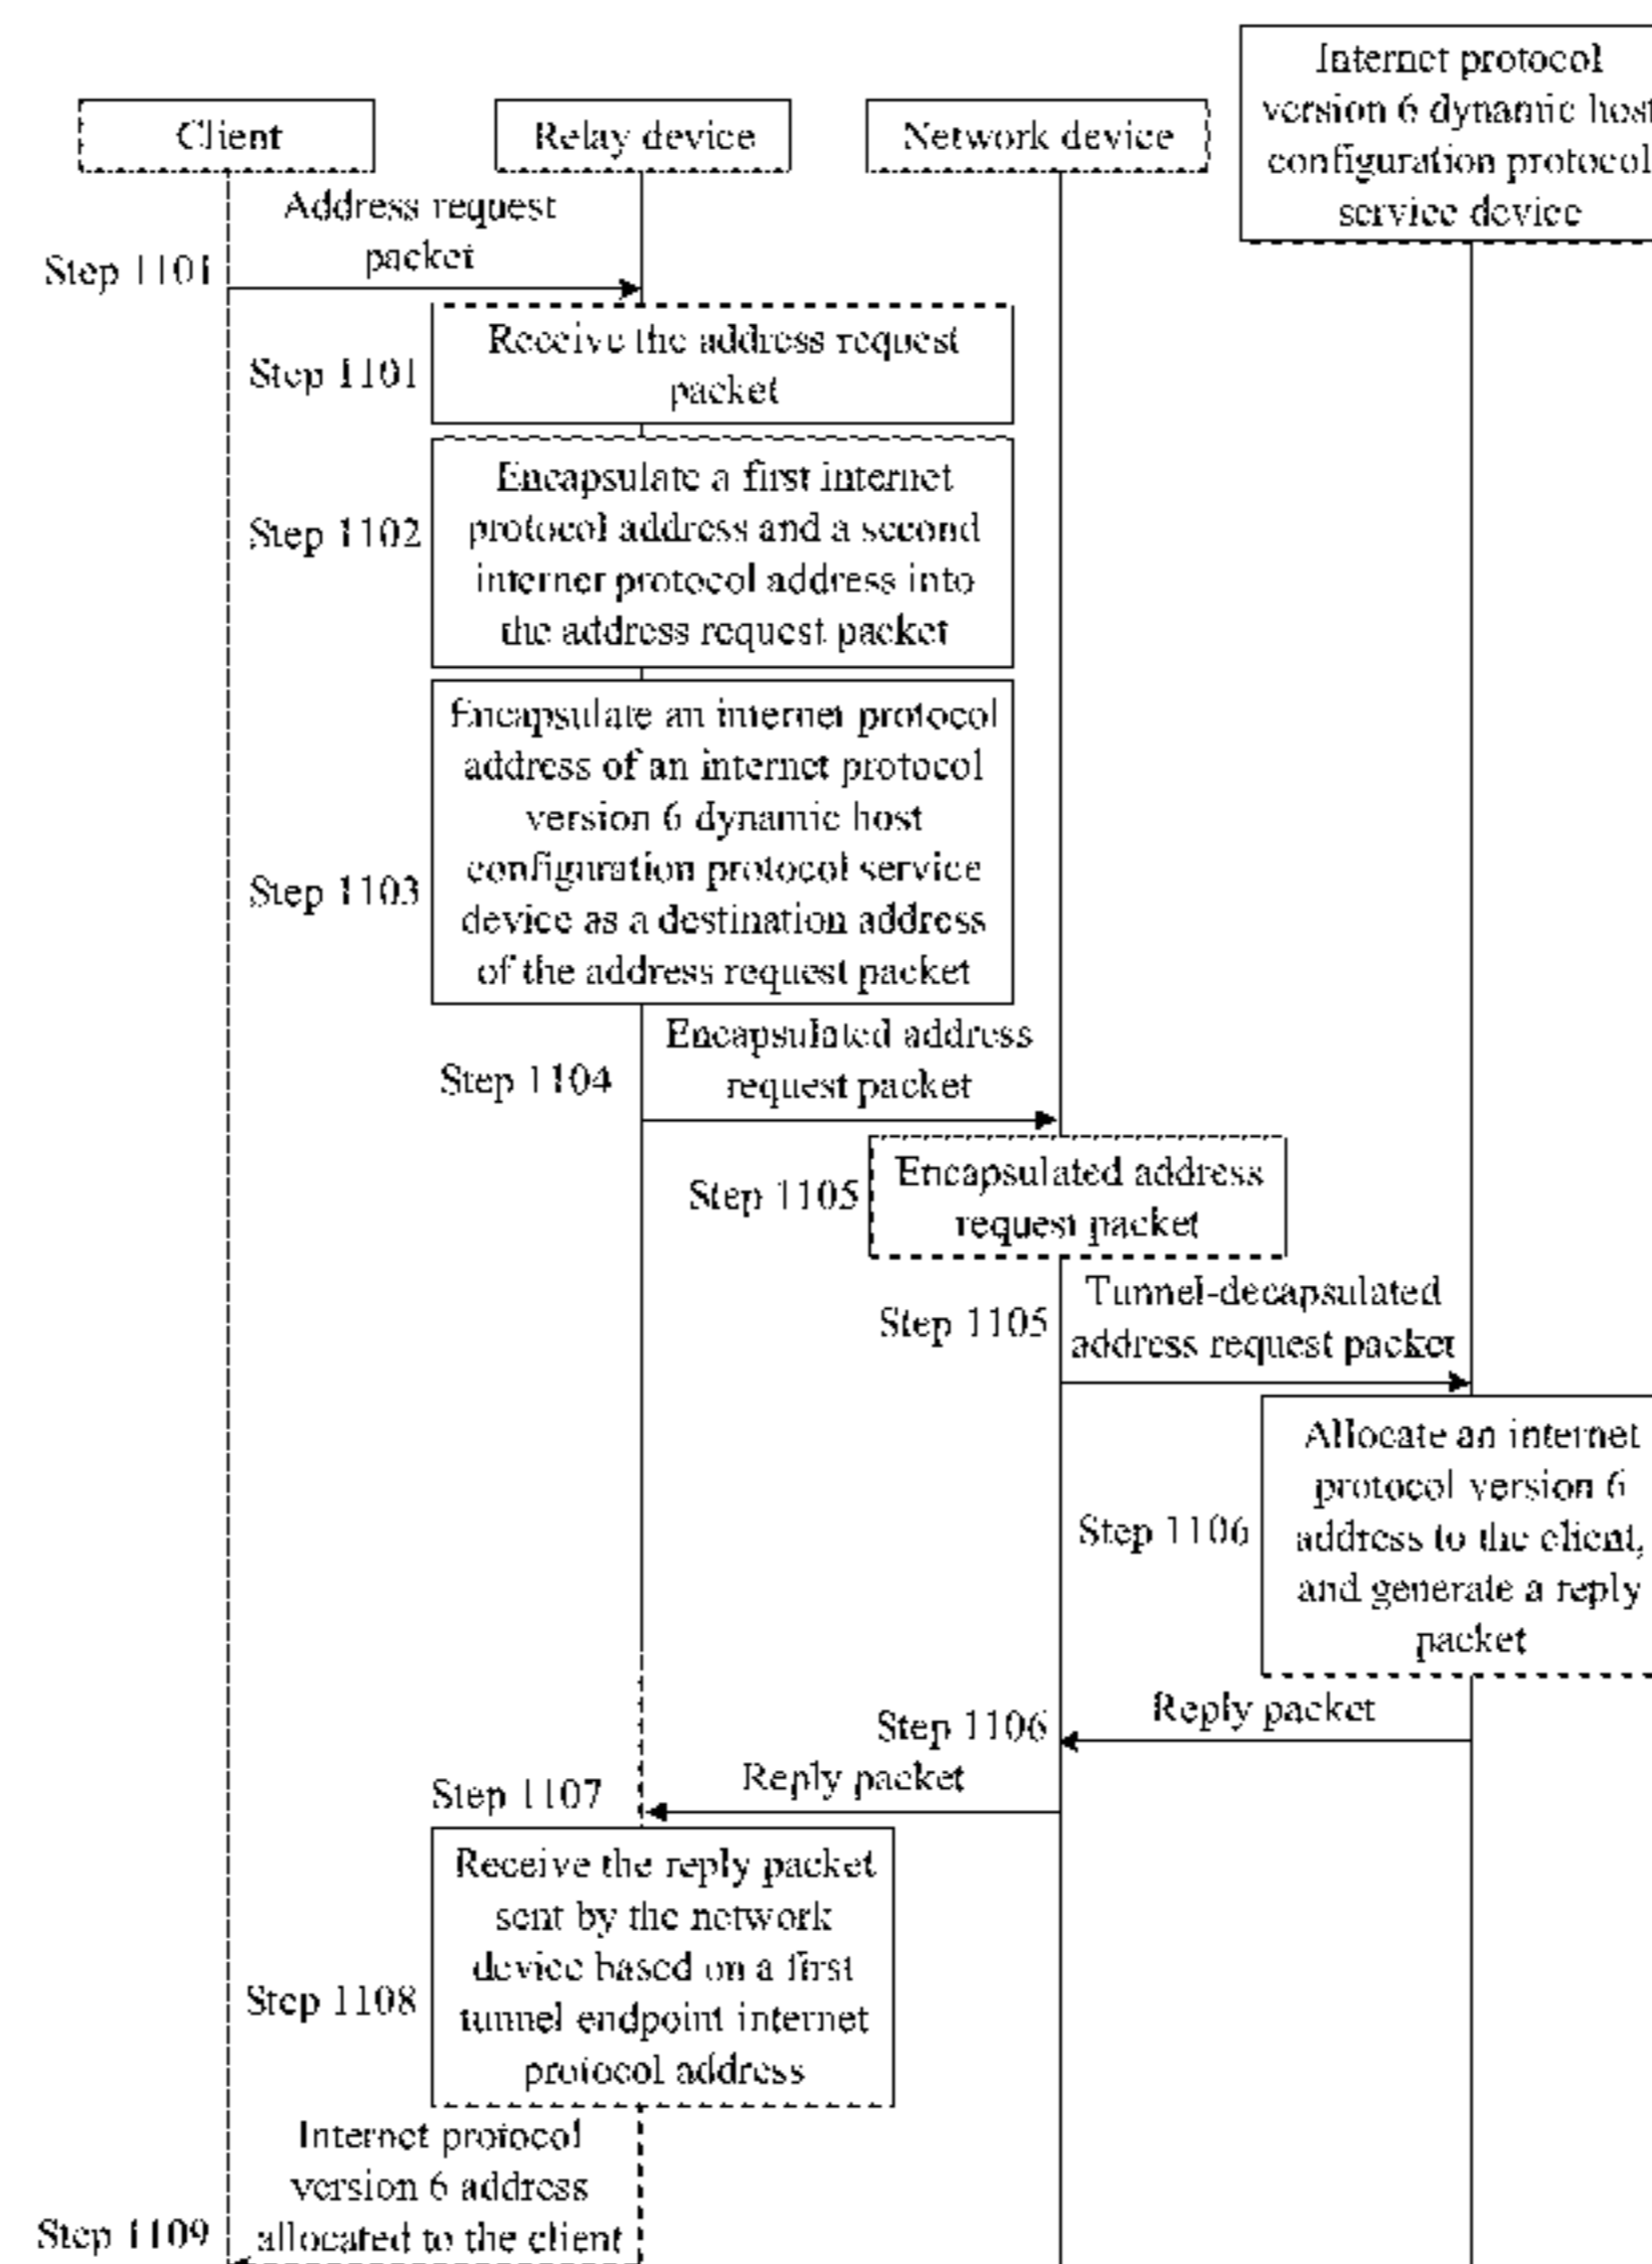 Internet protocol
version 6 dynamic host
configuration protocol
service device
Client
Relay device
Network device
Address request
packet
Step 1101
Receive the address request
packet
Step 1101
Encapsulate a first internet
protocol address and a second
interner protocol address into
the address request packet
Step 1102
Encapsulate an internet protocol
address of an internet protocol
version 6 dynamic host
configuration protocol service
device as a destination address
of the address request packet
Step 1103
Encapsulated address
request packet
Step 1104
Encapsulated address
request packet
Step 1105
Tunnel-decapsulated
address request packet
Step 1105
Allocate an internet
protocol version 6
address to the client,
and generate a reply
packet
Step 1106
Reply packet
Step 1106
Reply packet
Step 1107
Receive the reply packet
sent by the network
device based on a first
tunnel endpoint internet
protocol address
Step 1108
Internet protocol
version 6 address
allocated to the client
Step 1109